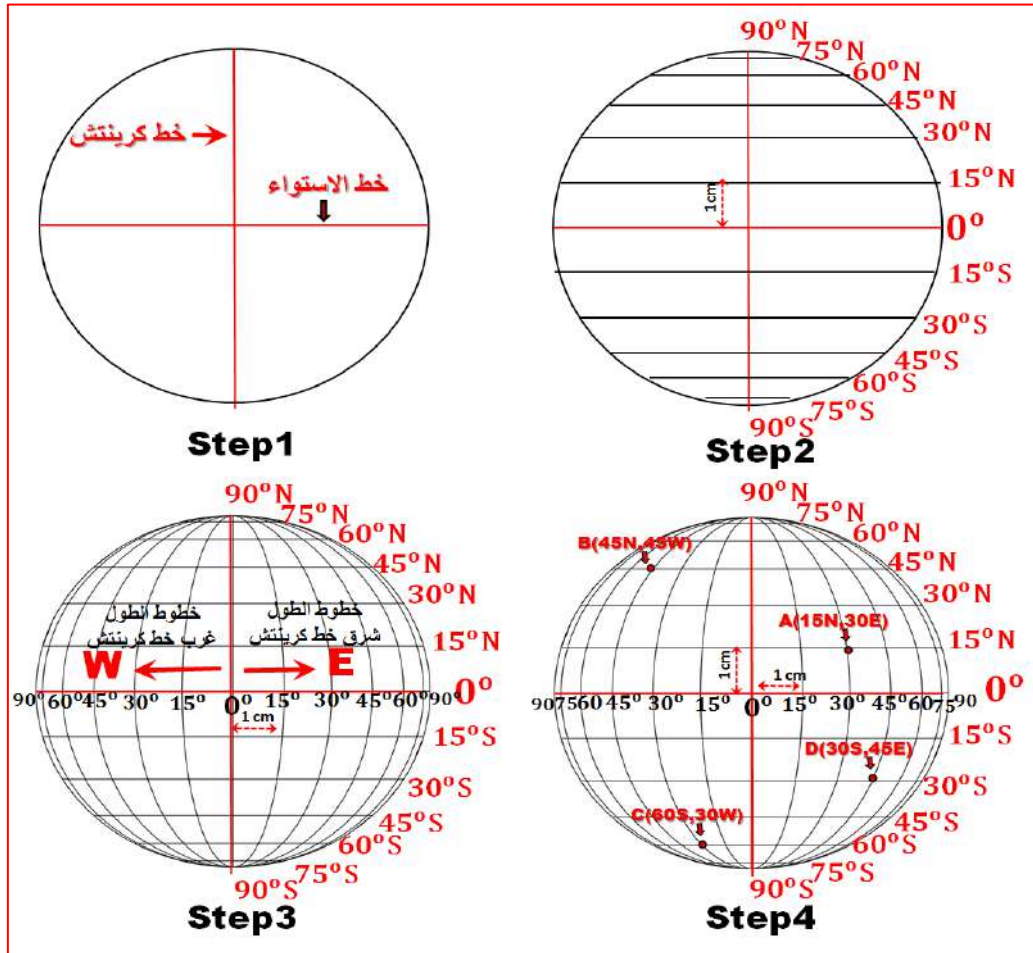 خط كرينتش
خط الاستواء
Step1
90°N
75°N
60°N
45°N
30°N
15°N
1cm
0°
15°S
30°S
45°S
60°S
75°S
90°S
Step2
90°N
75°N
60°N
45°N
30°N
15°N
خطوط الطول
غرب خط كرينتش
خطوط الطول
شرق خط كرينتش
W
E
90° 60° 45° 30° 15° 0° 15° 30° 45° 60° 90°
0°
1 cm
15°S
30°S
45°S
60°S
75°S
90°S
Step3
90°N
75°N
60°N
45°N
30°N
15°N
B(45N,45W)
A(15N,30E)
1cm
1 cm
90 75 60 45° 30° 15° 0° 15° 30° 45° 60 75 90
0°
15°S
D(30S,45E)
30°S
C(60S,30W)
45°S
60°S
75°S
90°S
Step4